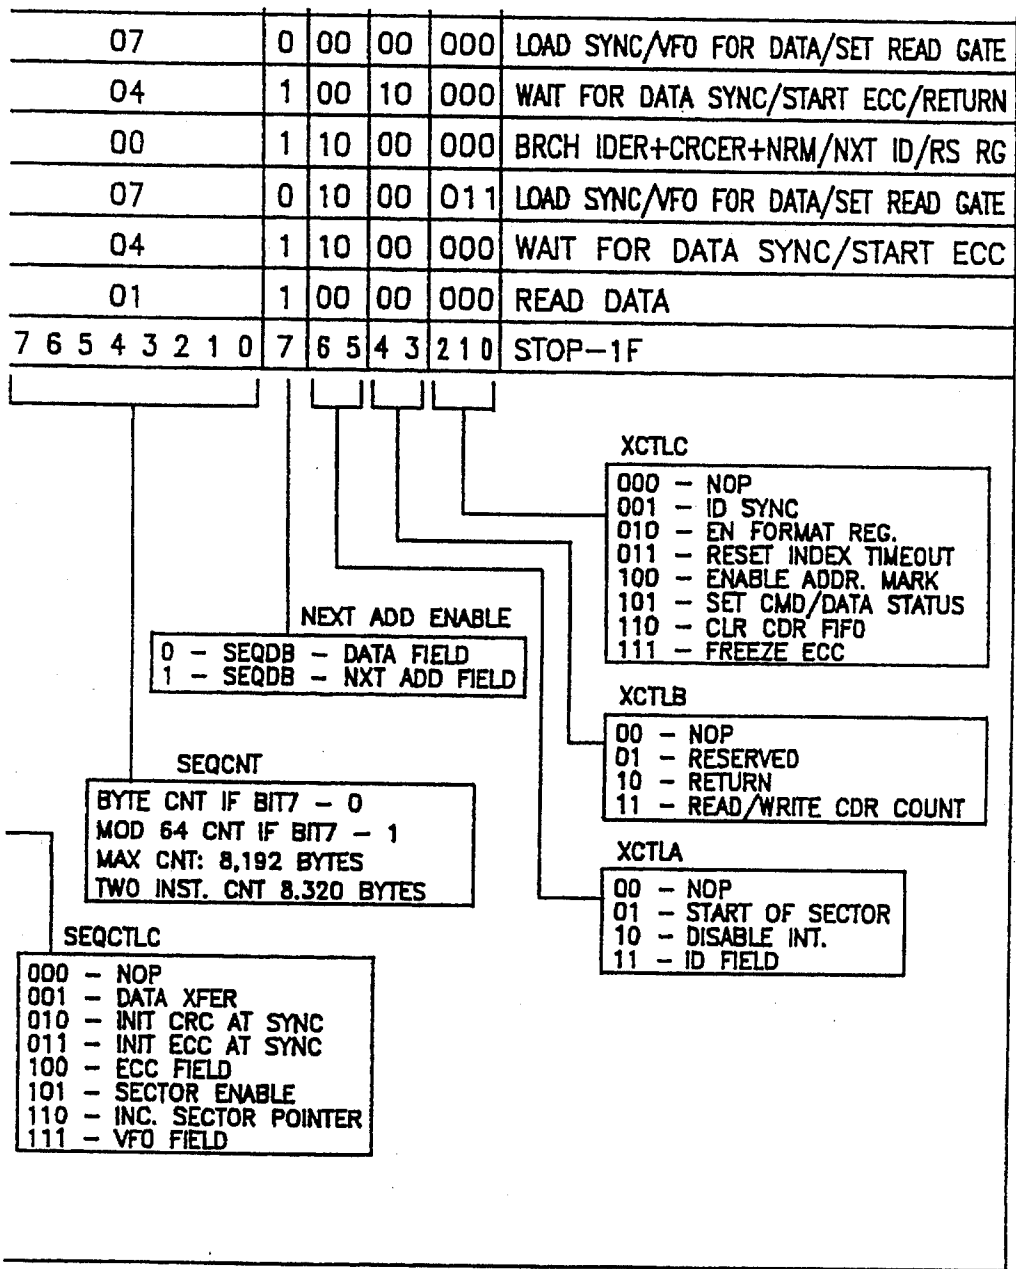 07 0 00 00 000 LOAD SYNC/VFO FOR DATA/SET READ GATE
04 1 00 10 000 WAIT FOR DATA SYNC/START ECC/RETURN
00 1 10 00 000 BRCH IDER+CRCER+NRM/NXT ID/RS RG
07 0 10 00 011 LOAD SYNC/VFO FOR DATA/SET READ GATE
04 1 10 00 000 WAIT FOR DATA SYNC/START ECC
01 1 00 00 000 READ DATA
7 6 5 4 3 2 1 0 7 6 5 4 3 2 1 0 STOP-1F
XCTLC
000 - NOP
001 - ID SYNC
010 - EN FORMAT REG.
011 - RESET INDEX TIMEOUT
100 - ENABLE ADDR. MARK
101 - SET CMD/DATA STATUS
110 - CLR CDR FIFO
111 - FREEZE ECC
NEXT ADD ENABLE
0 - SEQDB - DATA FIELD
1 - SEQDB - NXT ADD FIELD
XCTLB
00 - NOP
01 - RESERVED
10 - RETURN
11 - READ/WRITE CDR COUNT
SEQCNT
BYTE CNT IF BIT7 - 0
MOD 64 CNT IF BIT7 - 1
MAX CNT: 8,192 BYTES
TWO INST. CNT 8.320 BYTES
XCTLA
00 - NOP
01 - START OF SECTOR
10 - DISABLE INT.
11 - ID FIELD
SEQCTLC
000 - NOP
001 - DATA XFER
010 - INIT CRC AT SYNC
011 - INIT ECC AT SYNC
100 - ECC FIELD
101 - SECTOR ENABLE
110 - INC. SECTOR POINTER
111 - VFO FIELD